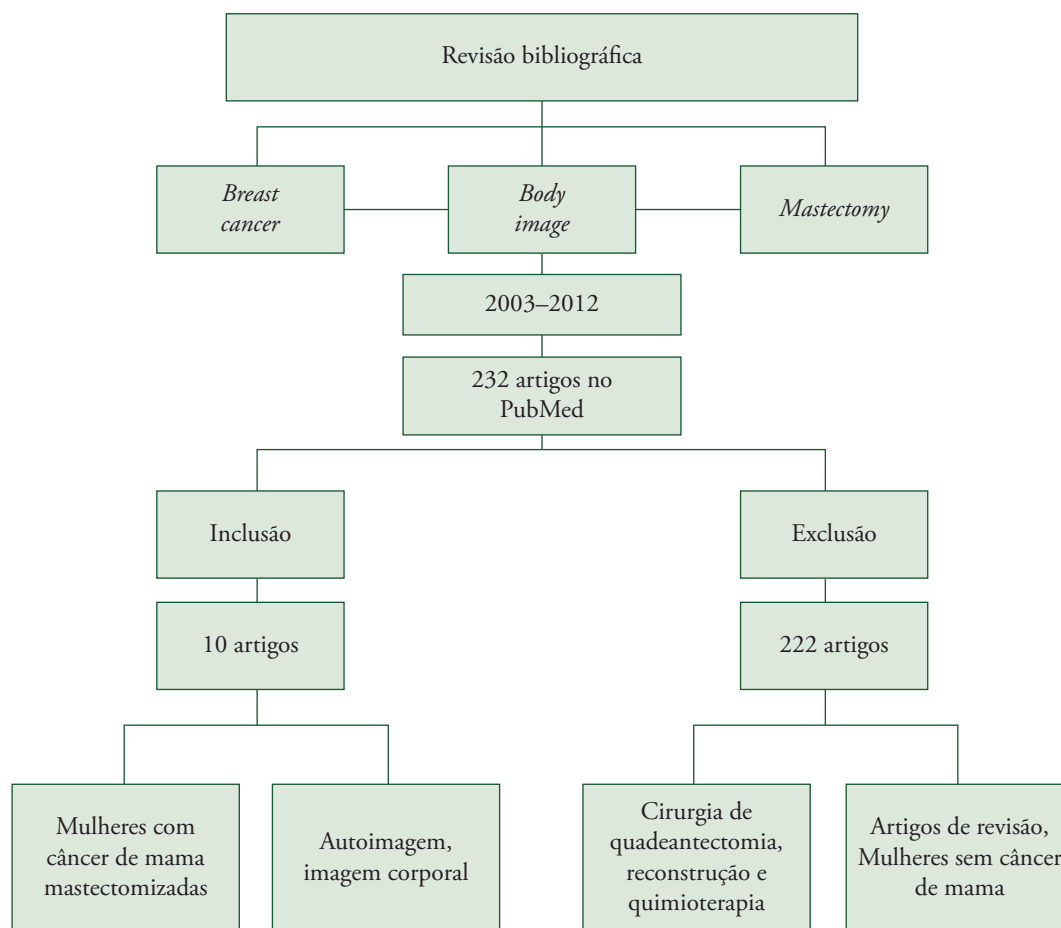 Revisão bibliográfica
Breast
cancer
Body
image
Mastectomy
2003–2012
232 artigos no
PubMed
Inclusão
Exclusão
10 artigos
222 artigos
Mulheres com
câncer de mama
mastectomizadas
Autoimagem,
imagem corporal
Cirurgia de
quadeantectomia,
reconstrução e
quimioterapia
Artigos de revisão,
Mulheres sem câncer
de mama